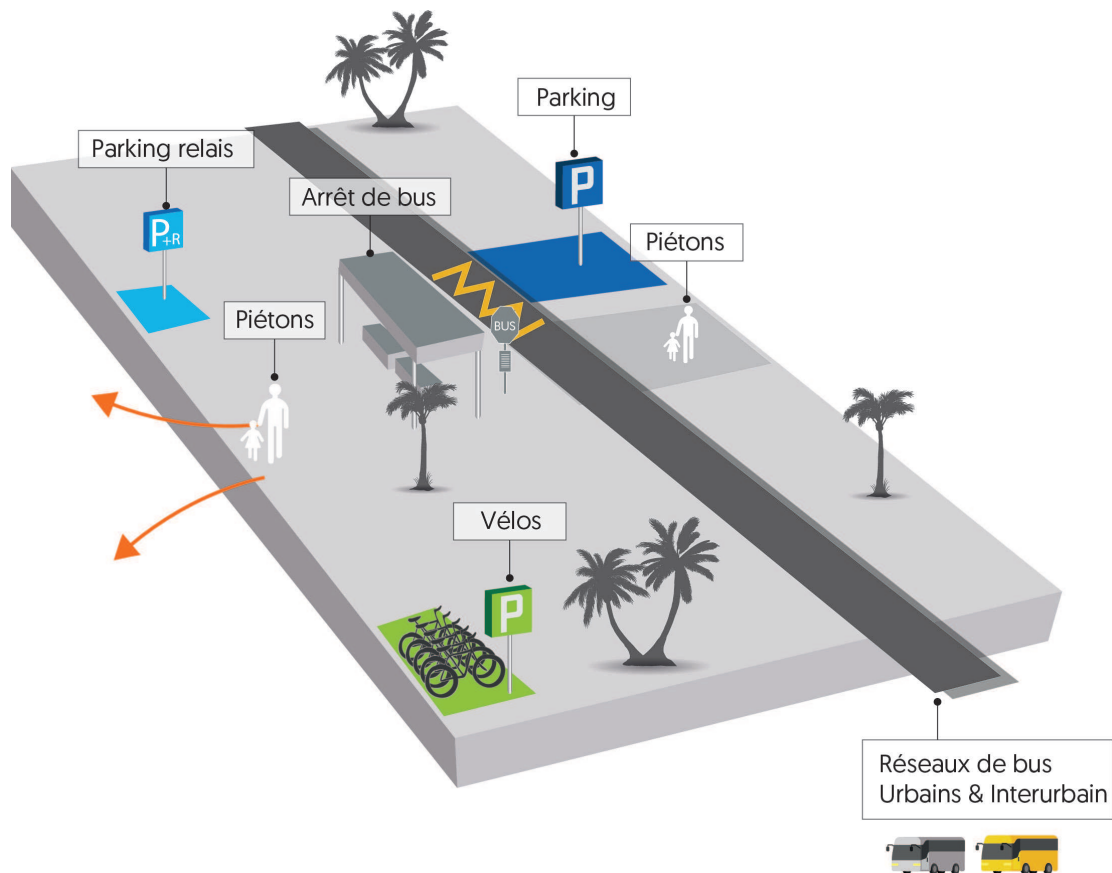 Parking
P
Parking relais
P+R
Arrêt de bus
Piétons
BUS
Piétons
Vélos
P
Réseaux de bus
Urbains & Interurbain